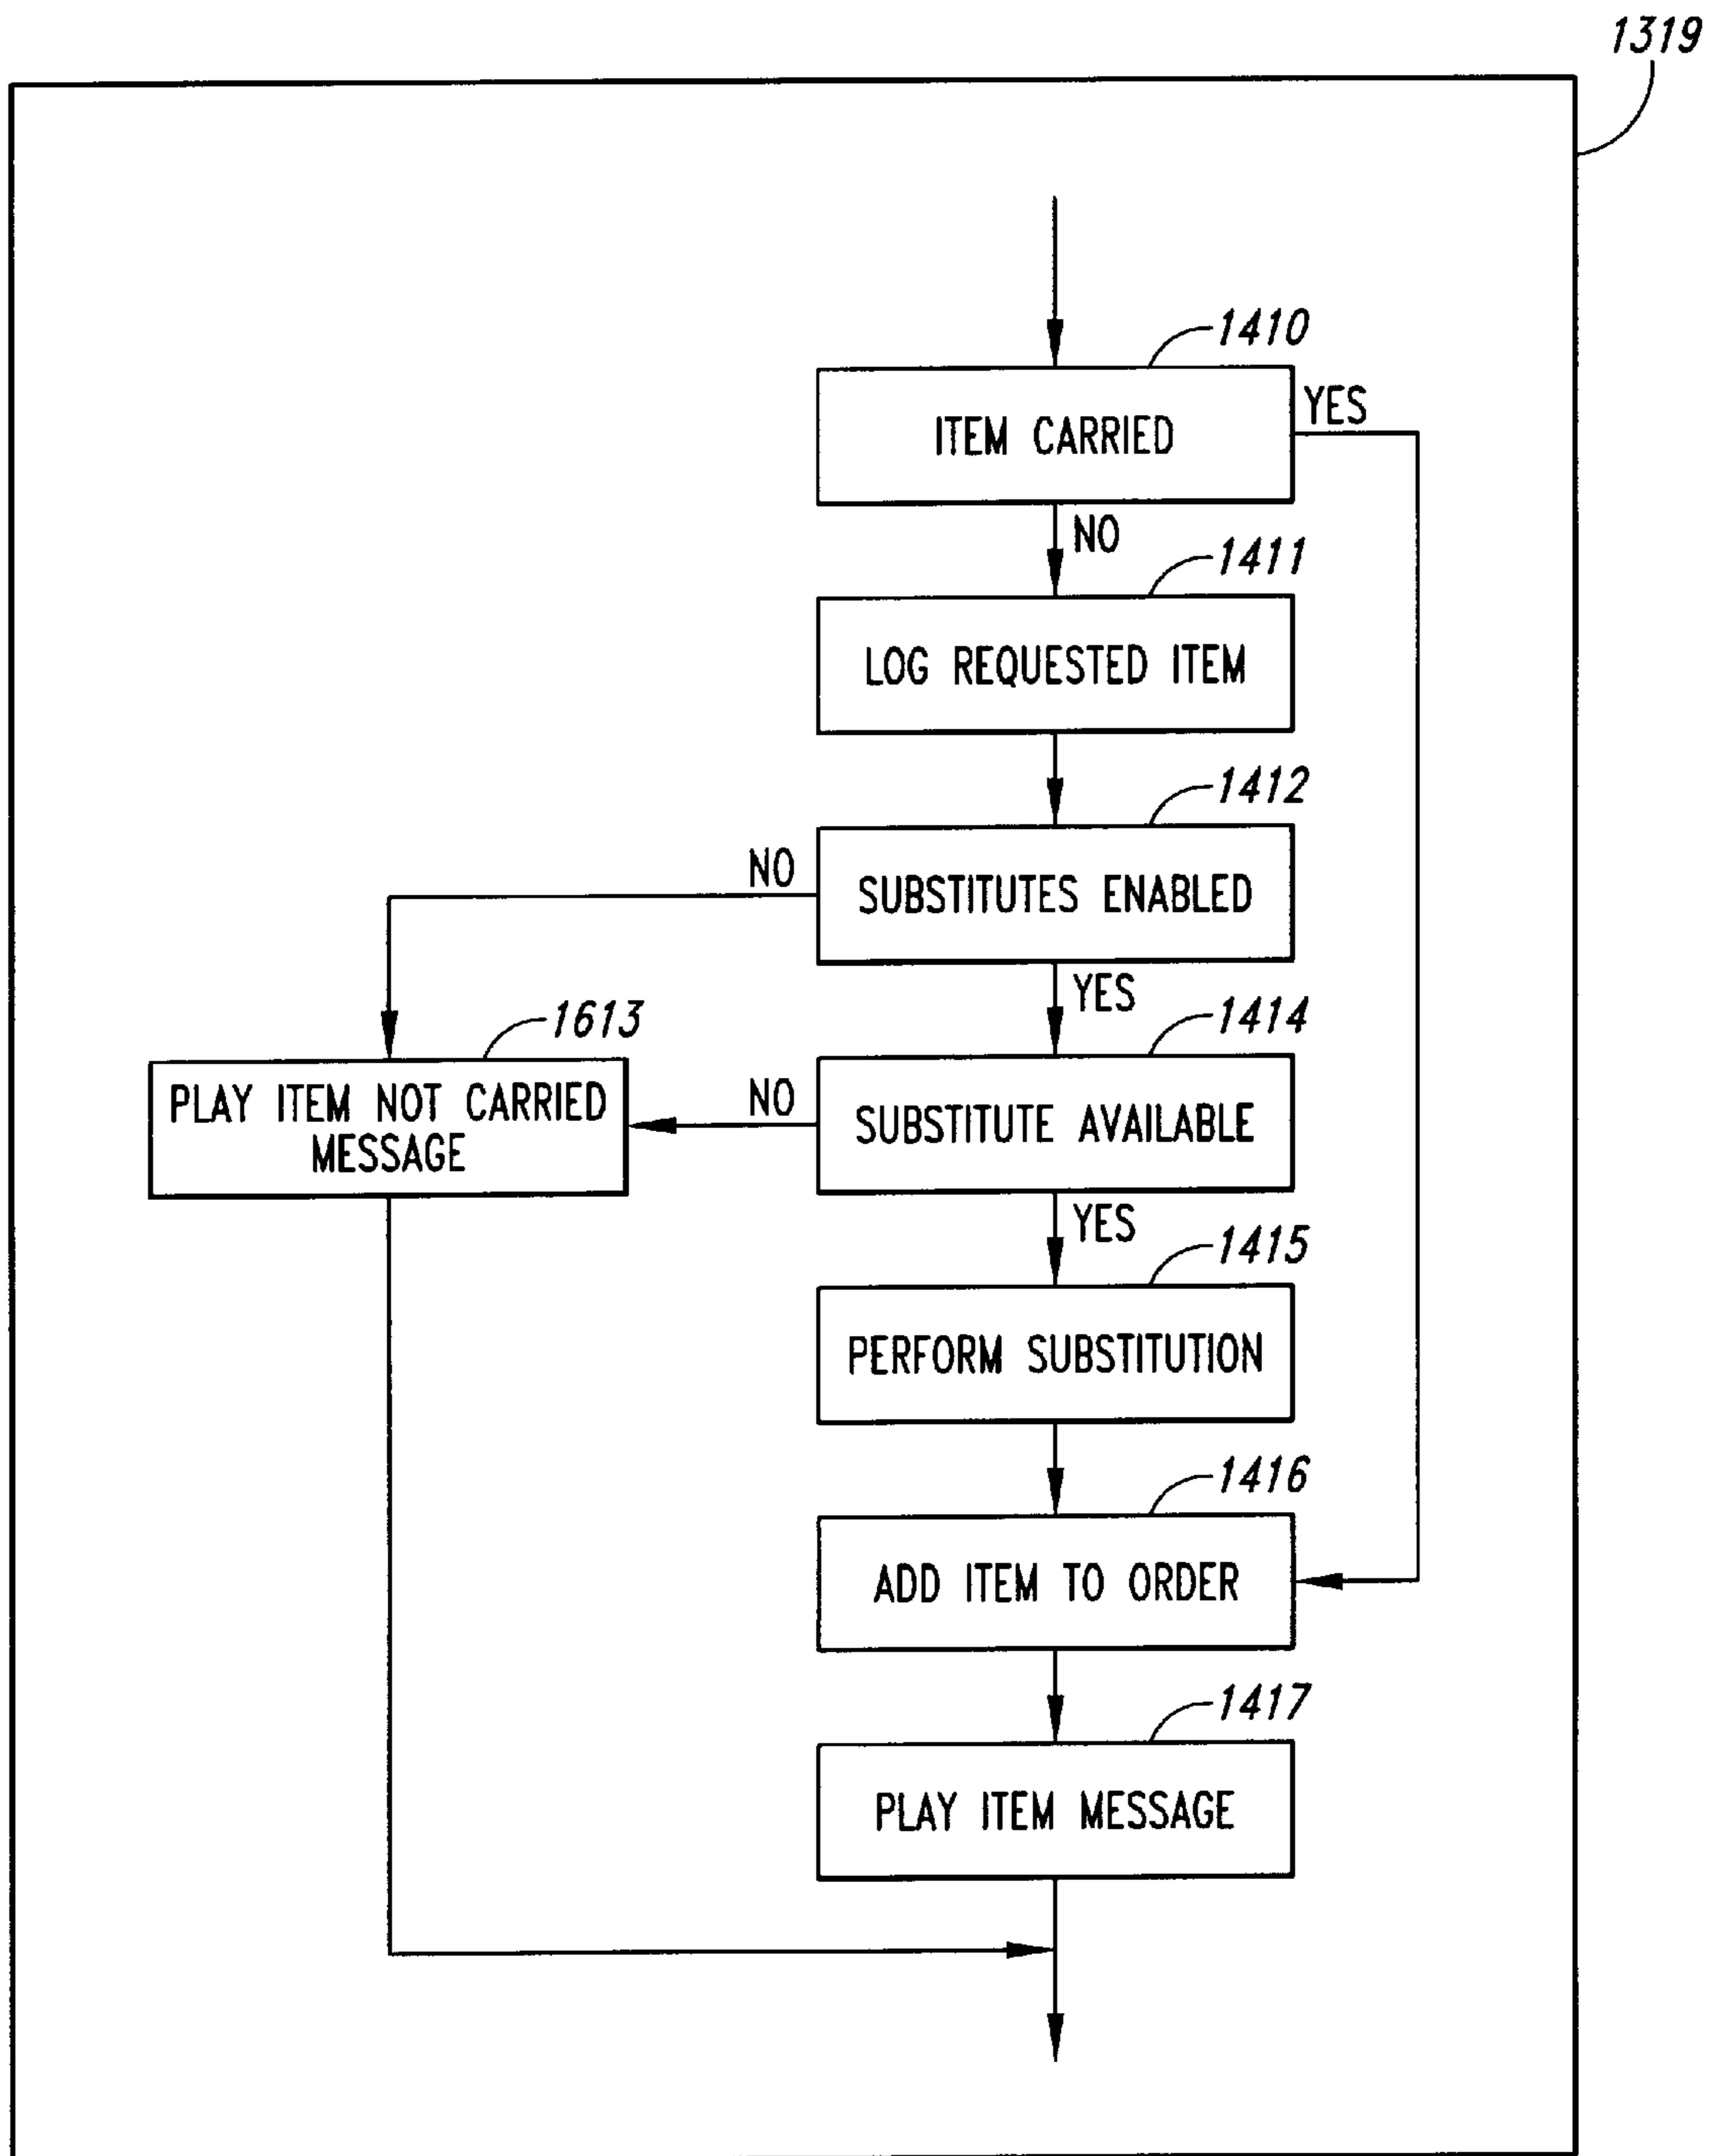 1319
1410
ITEM CARRIED
YES
NO
1411
LOG REQUESTED ITEM
1412
NO
SUBSTITUTES ENABLED
YES
1613
1414
PLAY ITEM NOT CARRIED
MESSAGE
NO
SUBSTITUTE AVAILABLE
YES
1415
PERFORM SUBSTITUTION
1416
ADD ITEM TO ORDER
1417
PLAY ITEM MESSAGE